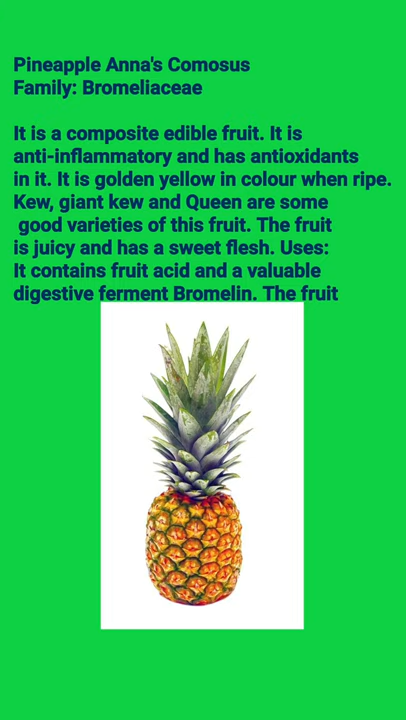 Pineapple Anna's Comosus
Family: Bromeliaceae
It is a composite edible fruit. It is
anti-inflammatory and has antioxidants
in it. It is golden yellow in colour when ripe.
Kew, giant kew and Queen are some
good varieties of this fruit. The fruit
is juicy and has a sweet flesh. Uses:
It contains fruit acid and a valuable
digestive ferment Bromelin. The fruit